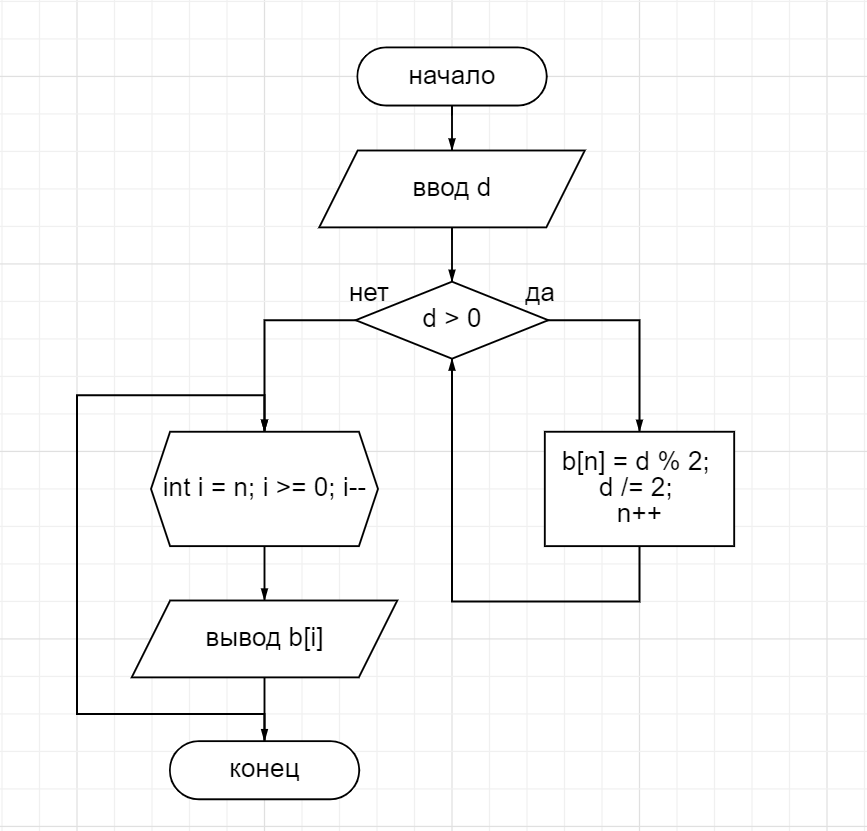 начало
ввод d
нет
да
d > 0
int i = n; i >= 0; i--
b[n] = d % 2;
d /= 2;
n++
вывод b[i]
конец